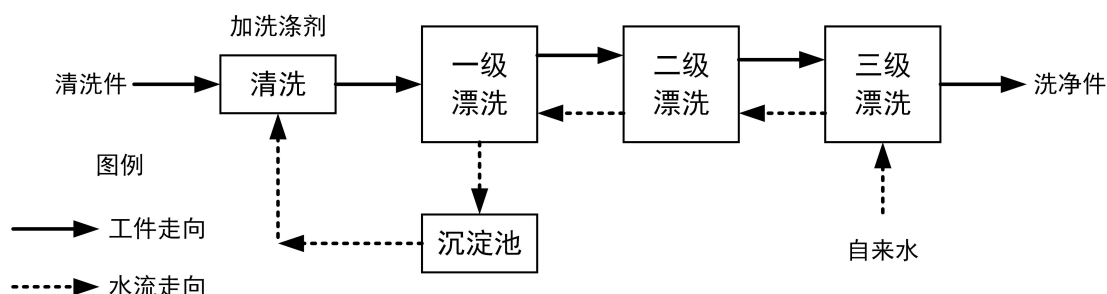 加洗涤剂
清洗件
清洗
一级
漂洗
二级
漂洗
三级
漂洗
洗净件
图例
工件走向
沉淀池
自来水
水流走向